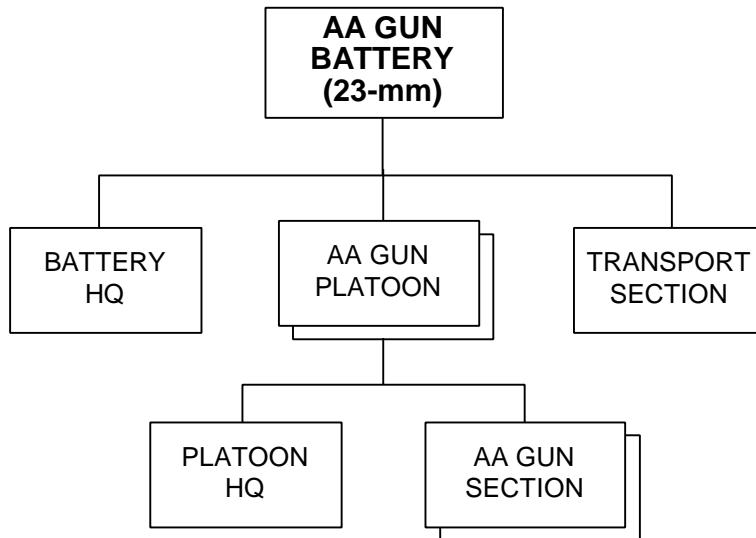 AA GUN
BATTERY
(23-mm)
BATTERY
HQ
AA GUN
PLATOON
TRANSPORT
SECTION
PLATOON
HQ
AA GUN
SECTION